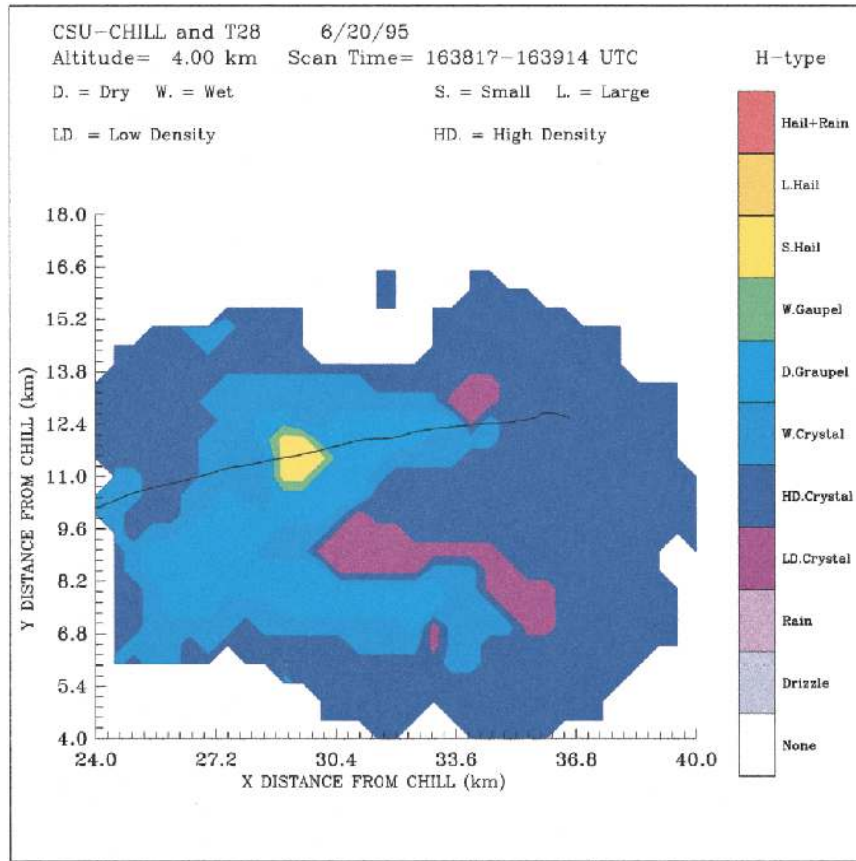 CSU-CHILL and T28 6/20/95
Altitude= 4.00 km Scan Time= 163817-163914 UTC
D. = Dry W. = Wet S. = Small L. = Large
LD. = Low Density HD. = High Density
H-type
Hail+Rain
L.Hail
S.Hail
W.Gaupel
D.Graupel
W.Crystal
HD.Crystal
LD.Crystal
Rain
Drizzle
None
Y DISTANCE FROM CHILL (km)
18.0
16.6
15.2
13.8
12.4
11.0
9.6
8.2
6.8
5.4
4.0
24.0 27.2 30.4 33.6 36.8 40.0
X DISTANCE FROM CHILL (km)